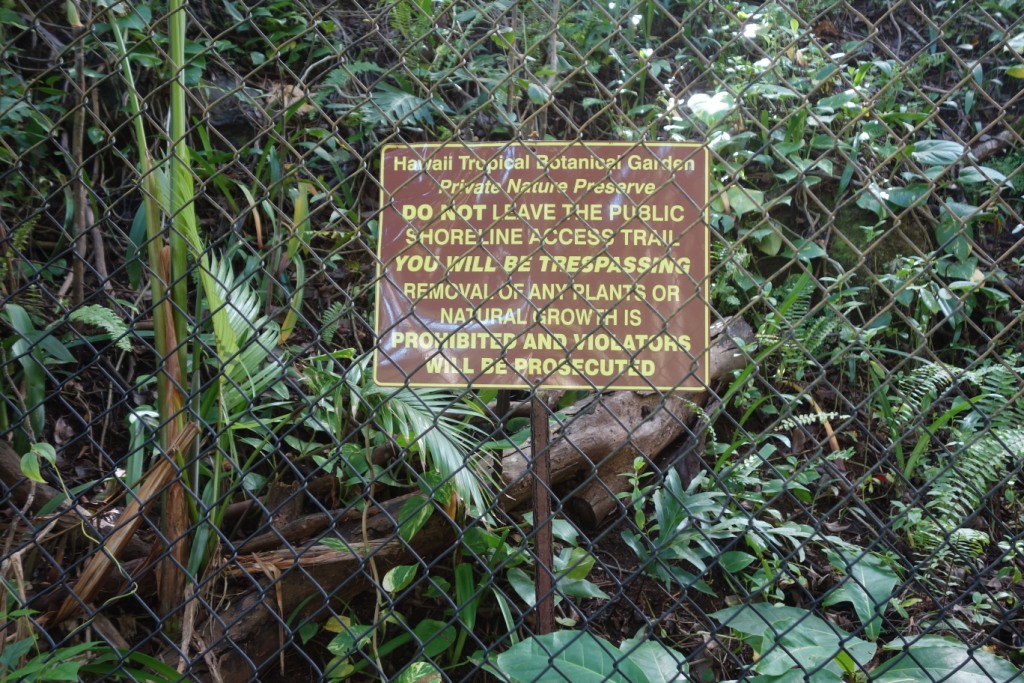 Hawaii Tropical Botanical Garden
Private Nature Preserve
DO NOT LEAVE THE PUBLIC
SHORELINE ACCESS TRAIL
YOU WILL BE TRESPASSING
REMOVAL OF ANY PLANTS OR
NATURAL GROWTH IS
PROHIBITED AND VIOLATORS
WILL BE PROSECUTED